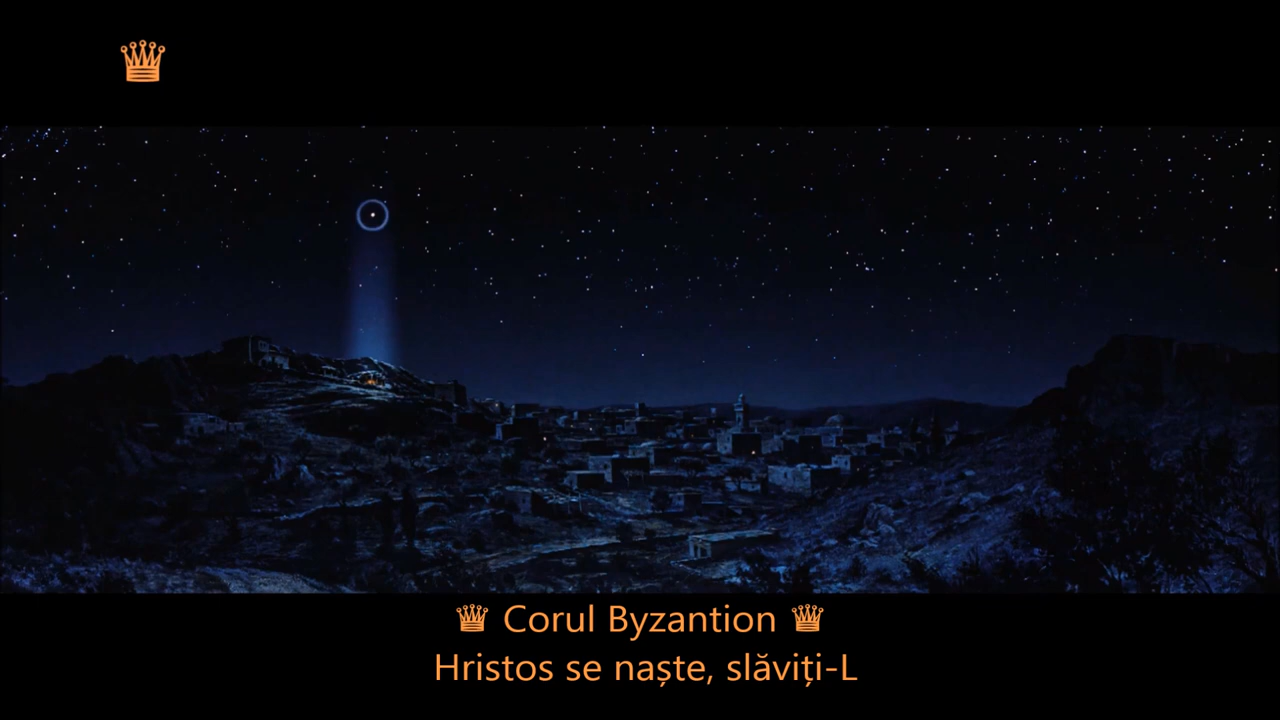 ♕ Corul Byzantion ♕
Hristos se naște, slăviți-L